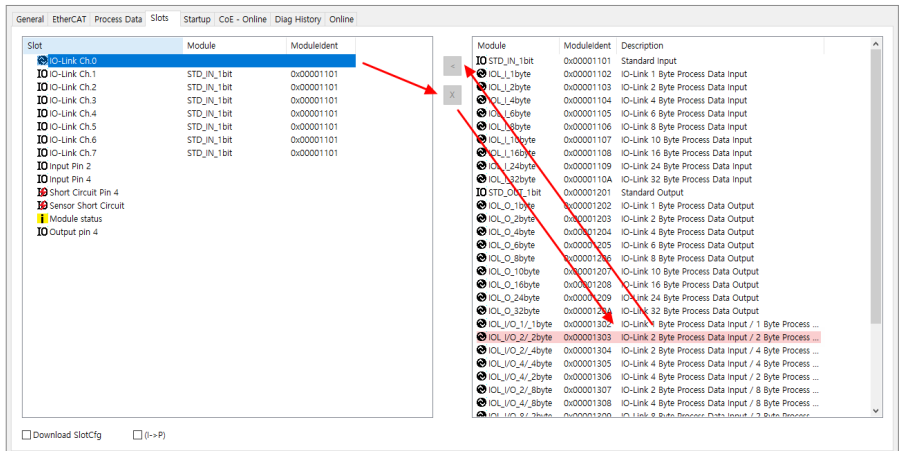 General EtherCAT Process Data Slots Startup CoE - Online Diag History Online
Slot Module ModuleIdent
IO-Link Ch.0
IO-Link Ch.1 STD_IN_1bit 0x00001101
IO-Link Ch.2 STD_IN_1bit 0x00001101
IO-Link Ch.3 STD_IN_1bit 0x00001101
IO-Link Ch.4 STD_IN_1bit 0x00001101
IO-Link Ch.5 STD_IN_1bit 0x00001101
IO-Link Ch.6 STD_IN_1bit 0x00001101
IO-Link Ch.7 STD_IN_1bit 0x00001101
Input Pin 2
Input Pin 4
Short Circuit Pin 4
Sensor Short Circuit
Module status
Output pin 4
<
X
Module ModuleIdent Description
STD_IN_1bit 0x00001101 Standard Input
IOL_I_1byte 0x00001102 IO-Link 1 Byte Process Data Input
IOL_I_2byte 0x00001103 IO-Link 2 Byte Process Data Input
IOL_I_4byte 0x00001104 IO-Link 4 Byte Process Data Input
IOL_I_6byte 0x00001105 IO-Link 6 Byte Process Data Input
IOL_I_8byte 0x00001106 IO-Link 8 Byte Process Data Input
IOL_I_10byte 0x00001107 IO-Link 10 Byte Process Data Input
IOL_I_16byte 0x00001108 IO-Link 16 Byte Process Data Input
IOL_I_24byte 0x00001109 IO-Link 24 Byte Process Data Input
IOL_I_32byte 0x0000110A IO-Link 32 Byte Process Data Input
STD_OUT_1bit 0x00001201 Standard Output
IOL_O_1byte 0x00001202 IO-Link 1 Byte Process Data Output
IOL_O_2byte 0x00001203 IO-Link 2 Byte Process Data Output
IOL_O_4byte 0x00001204 IO-Link 4 Byte Process Data Output
IOL_O_6byte 0x00001205 IO-Link 6 Byte Process Data Output
IOL_O_8byte 0x00001206 IO-Link 8 Byte Process Data Output
IOL_O_10byte 0x00001207 IO-Link 10 Byte Process Data Output
IOL_O_16byte 0x00001208 IO-Link 16 Byte Process Data Output
IOL_O_24byte 0x00001209 IO-Link 24 Byte Process Data Output
IOL_O_32byte 0x0000120A IO-Link 32 Byte Process Data Output
IOL_I/O_1/_1byte 0x00001302 IO-Link 1 Byte Process Data Input / 1 Byte Process ...
IOL_I/O_2/_2byte 0x00001303 IO-Link 2 Byte Process Data Input / 2 Byte Process ...
IOL_I/O_2/_4byte 0x00001304 IO-Link 2 Byte Process Data Input / 4 Byte Process ...
IOL_I/O_4/_4byte 0x00001305 IO-Link 4 Byte Process Data Input / 4 Byte Process ...
IOL_I/O_4/_2byte 0x00001306 IO-Link 4 Byte Process Data Input / 2 Byte Process ...
IOL_I/O_2/_8byte 0x00001307 IO-Link 2 Byte Process Data Input / 8 Byte Process ...
IOL_I/O_4/_8byte 0x00001308 IO-Link 4 Byte Process Data Input / 8 Byte Process ...
IOL_I/O_8/_2byte 0x00001309 IO-Link 8 Byte Process Data Input / 2 Byte Process ...
Download SlotCfg (I->P)